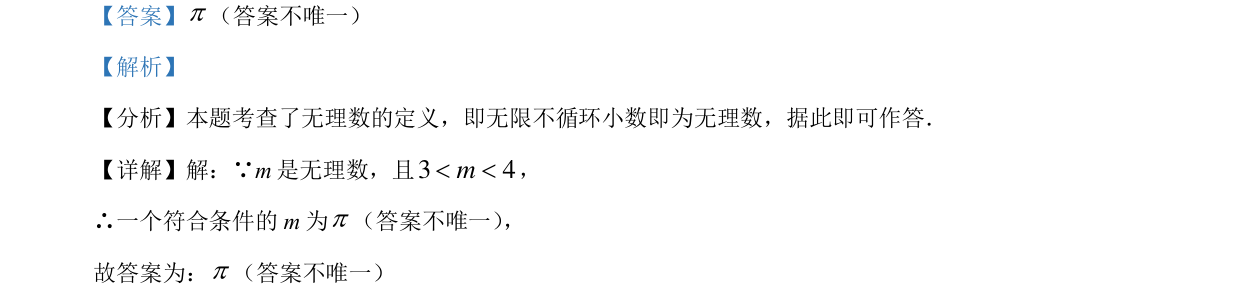 【答案】π（答案不唯一）
【解析】
【分析】本题考查了无理数的定义，即无限不循环小数即为无理数，据此即可作答．
【详解】解：∵m 是无理数，且3 < m < 4，
∴一个符合条件的 m 为π（答案不唯一），
故答案为：π（答案不唯一）